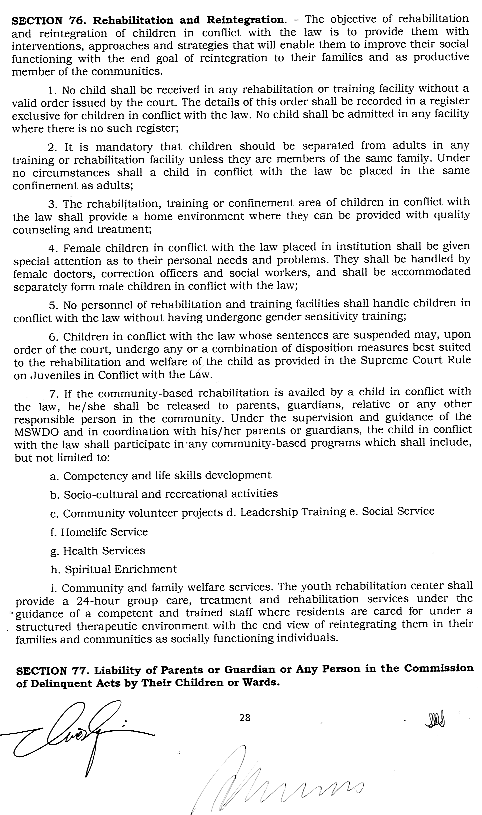 SECTION 76. Rehabilitation and Reintegration. - The objective of rehabilitation
and reintegration of children in conflict with the law is to provide them with
interventions, approaches and strategies that will enable them to improve their social
functioning with the end goal of reintegration to their families and as productive
member of the communities.
1. No child shall be received in any rehabilitation or training facility without a
valid order issued by the court. The details of this order shall be recorded in a register
exclusive for children in conflict with the law. No child shall be admitted in any facility
where there is no such register;
2. It is mandatory that children should be separated from adults in any
training or rehabilitation facility unless they are members of the same family. Under
no circumstances shall a child in conflict with the law be placed in the same
confinement as adults;
3. The rehabilitation, training or confinement area of children in conflict with
the law shall provide a home environment where they can be provided with quality
counseling and treatment;
4. Female children in conflict with the law placed in institution shall be given
special attention as to their personal needs and problems. They shall be handled by
female doctors, correction officers and social workers, and shall be accommodated
separately form male children in conflict with the law;
5. No personnel of rehabilitation and training facilities shall handle children in
conflict with the law without having undergone gender sensitivity training;
6. Children in conflict with the law whose sentences are suspended may, upon
order of the court, undergo any or a combination of disposition measures best suited
to the rehabilitation and welfare of the child as provided in the Supreme Court Rule
on Juveniles in Conflict with the Law.
7. If the community-based rehabilitation is availed by a child in conflict with
the law, he/she shall be released to parents, guardians, relative or any other
responsible person in the community. Under the supervision and guidance of the
MSWDO and in coordination with his/her parents or guardians, the child in conflict
with the law shall participate in any community-based programs which shall include,
but not limited to:
a. Competency and life skills development
b. Socio-cultural and recreational activities
c. Community volunteer projects d. Leadership Training e. Social Service
f. Homelife Service
g. Health Services
h. Spiritual Enrichment
i. Community and family welfare services. The youth rehabilitation center shall
provide a 24-hour group care, treatment and rehabilitation services under the
guidance of a competent and trained staff where residents are cared for under a
structured therapeutic environment with the end view of reintegrating them in their
families and communities as socially functioning individuals.
SECTION 77. Liability of Parents or Guardian or Any Person in the Commission
of Delinquent Acts by Their Children or Wards.
28